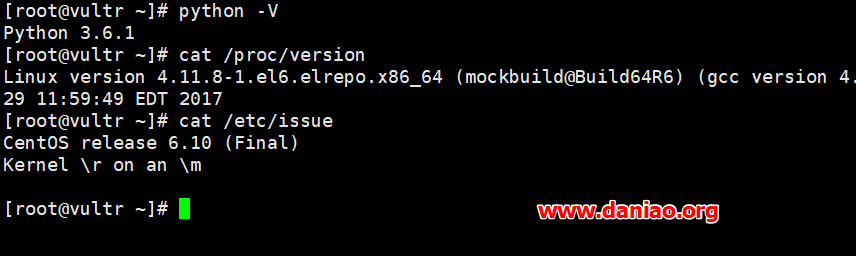 [root@vultr ~]# python -V
Python 3.6.1
[root@vultr ~]# cat /proc/version
Linux version 4.11.8-1.el6.elrepo.x86_64 (mockbuild@Build64R6) (gcc version 4.
29 11:59:49 EDT 2017
[root@vultr ~]# cat /etc/issue
CentOS release 6.10 (Final)
Kernel \r on an \m
[root@vultr ~]#
www.daniao.org